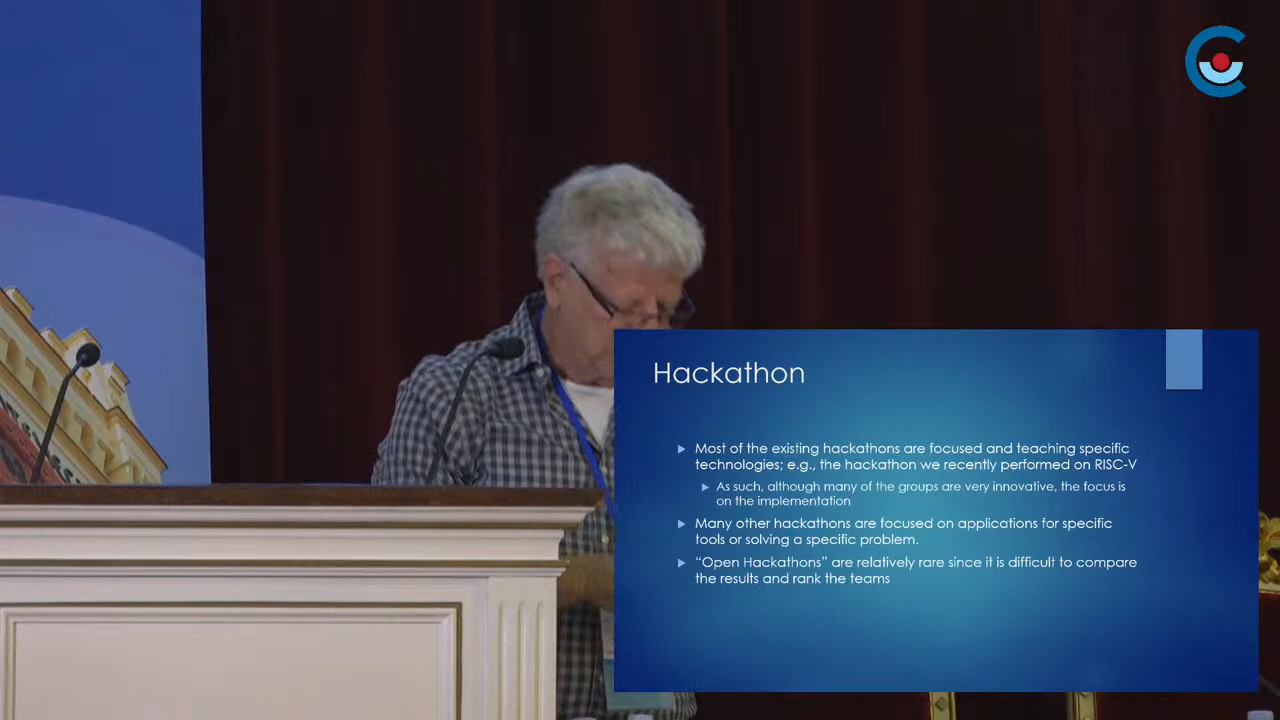 Hackathon
Most of the existing hackathons are focused and teaching specific
technologies; e.g., the hackathon we recently performed on RISC-V
As such, although many of the groups are very innovative, the focus is
on the implementation
Many other hackathons are focused on applications for specific
tools or solving a specific problem.
“Open Hackathons” are relatively rare since it is difficult to compare
the results and rank the teams